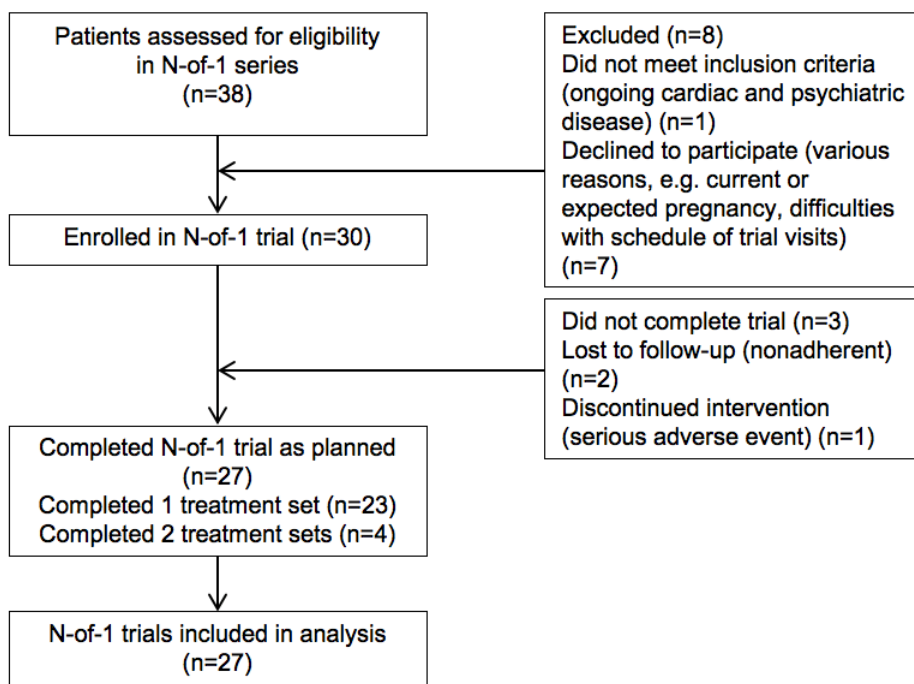 Patients assessed for eligibility
in N-of-1 series
(n=38)
Excluded (n=8)
Did not meet inclusion criteria
(ongoing cardiac and psychiatric
disease) (n=1)
Declined to participate (various
reasons, e.g. current or
expected pregnancy, difficulties
with schedule of trial visits)
(n=7)
Enrolled in N-of-1 trial (n=30)
Did not complete trial (n=3)
Lost to follow-up (nonadherent)
(n=2)
Discontinued intervention
(serious adverse event) (n=1)
Completed N-of-1 trial as planned
(n=27)
Completed 1 treatment set (n=23)
Completed 2 treatment sets (n=4)
N-of-1 trials included in analysis
(n=27)